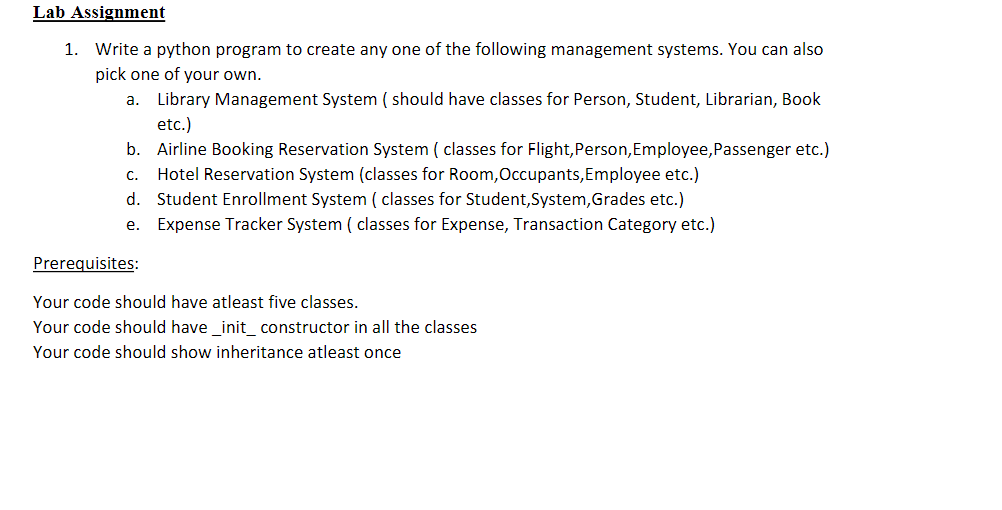 Lab Assignment
1. Write a python program to create any one of the following management systems. You can also
pick one of your own.
a. Library Management System ( should have classes for Person, Student, Librarian, Book
etc.)
b. Airline Booking Reservation System ( classes for Flight,Person,Employee,Passenger etc.)
c. Hotel Reservation System (classes for Room,Occupants,Employee etc.)
d. Student Enrollment System ( classes for Student,System,Grades etc.)
e. Expense Tracker System ( classes for Expense, Transaction Category etc.)
Prerequisites:
Your code should have atleast five classes.
Your code should have _init_ constructor in all the classes
Your code should show inheritance atleast once